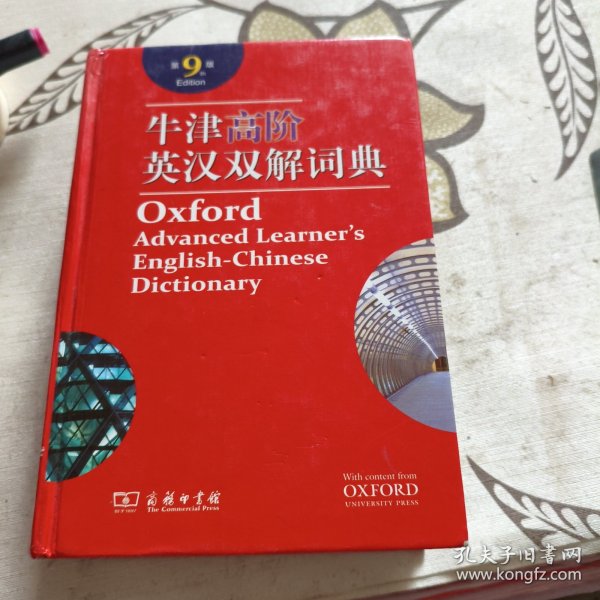 第9版
Edition
牛津高阶
英汉双解词典
Oxford
Advanced Learner's
English-Chinese
Dictionary
商务印书馆
The Commercial Press
With content from
OXFORD
UNIVERSITY PRESS
孔夫子旧书网
www.kongfz.com